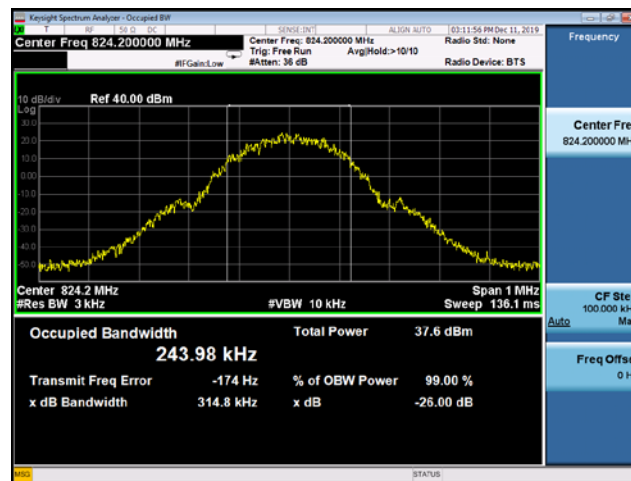 Keysight Spectrum Analyzer - Occupied BW
T RF 50 Ω DC SENSE:INT ALIGN AUTO 03:11:56 PM Dec 11, 2019
Center Freq 824.200000 MHz
Center Freq: 824.200000 MHz Radio Std: None
Trig: Free Run Avg|Hold:>10/10
#IFGain:Low #Atten: 36 dB Radio Device: BTS
Frequency
10 dB/div Ref 40.00 dBm
Log
30.0
20.0
10.0
0.00
-10.0
-20.0
-30.0
-40.0
-50.0
Center 824.2 MHz Span 1 MHz
#Res BW 3 kHz #VBW 10 kHz Sweep 136.1 ms
Center Fre
824.200000 MH
CF Ste
100.000 kH
Auto Ma
Freq Offse
0 H
Occupied Bandwidth Total Power 37.6 dBm
243.98 kHz
Transmit Freq Error -174 Hz % of OBW Power 99.00 %
x dB Bandwidth 314.8 kHz x dB -26.00 dB
MSG STATUS